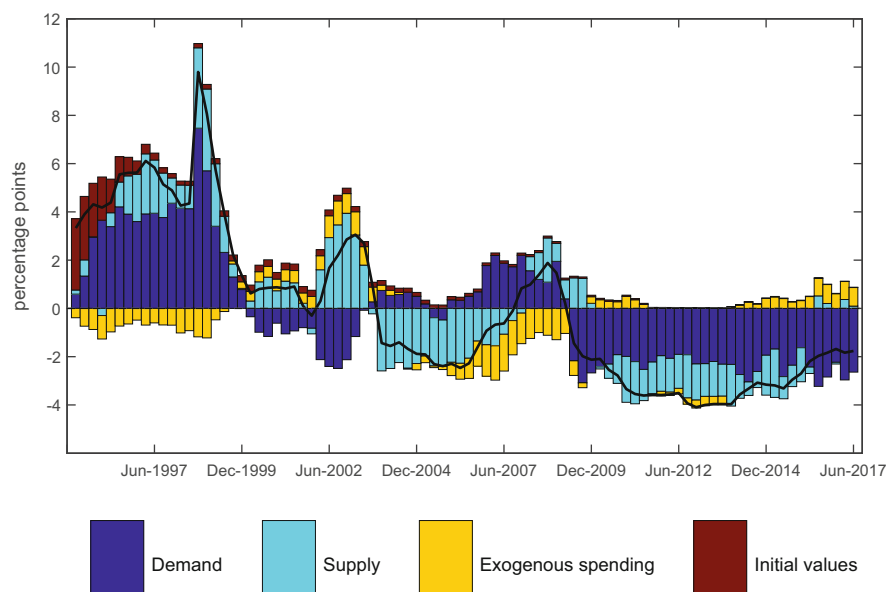 12
10
8
6
4
2
0
-2
-4
percentage points
Jun-1997
Dec-1999
Jun-2002
Dec-2004
Jun-2007
Dec-2009
Jun-2012
Dec-2014
Jun-2017
Demand
Supply
Exogenous spending
Initial values